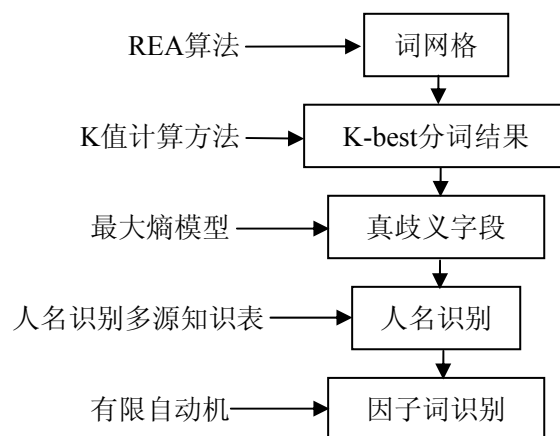 REA算法
词网格
K值计算方法
K-best分词结果
最大熵模型
真歧义字段
人名识别多源知识表
人名识别
有限自动机
因子词识别